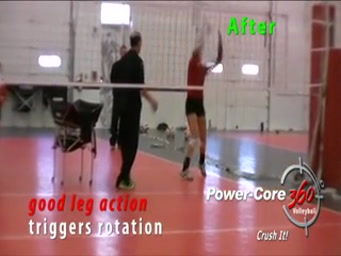 After
good leg action
triggers rotation
Power-Core 360
Volleyball
Crush It!